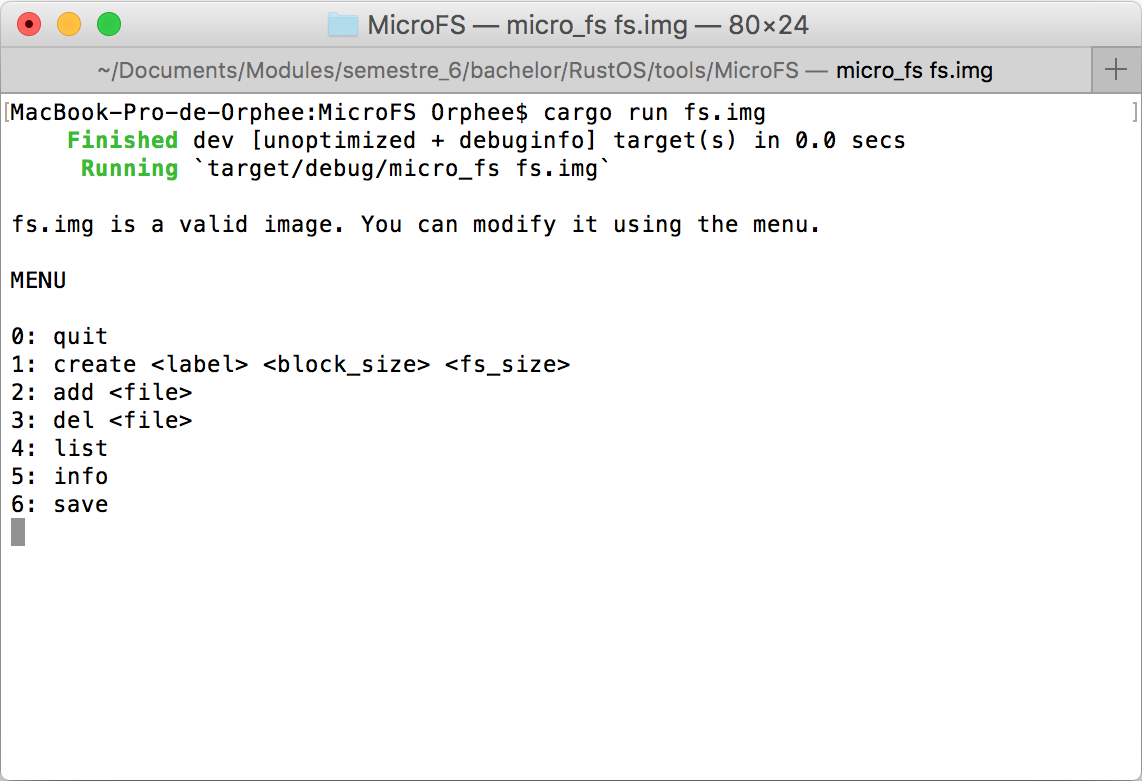 MicroFS — micro_fs fs.img — 80×24
~/Documents/Modules/semestre_6/bachelor/RustOS/tools/MicroFS — micro_fs fs.img
[MacBook-Pro-de-Orphee:MicroFS Orphee$ cargo run fs.img ]
Finished dev [unoptimized + debuginfo] target(s) in 0.0 secs
Running `target/debug/micro_fs fs.img`
fs.img is a valid image. You can modify it using the menu.
MENU
0: quit
1: create <label> <block_size> <fs_size>
2: add <file>
3: del <file>
4: list
5: info
6: save